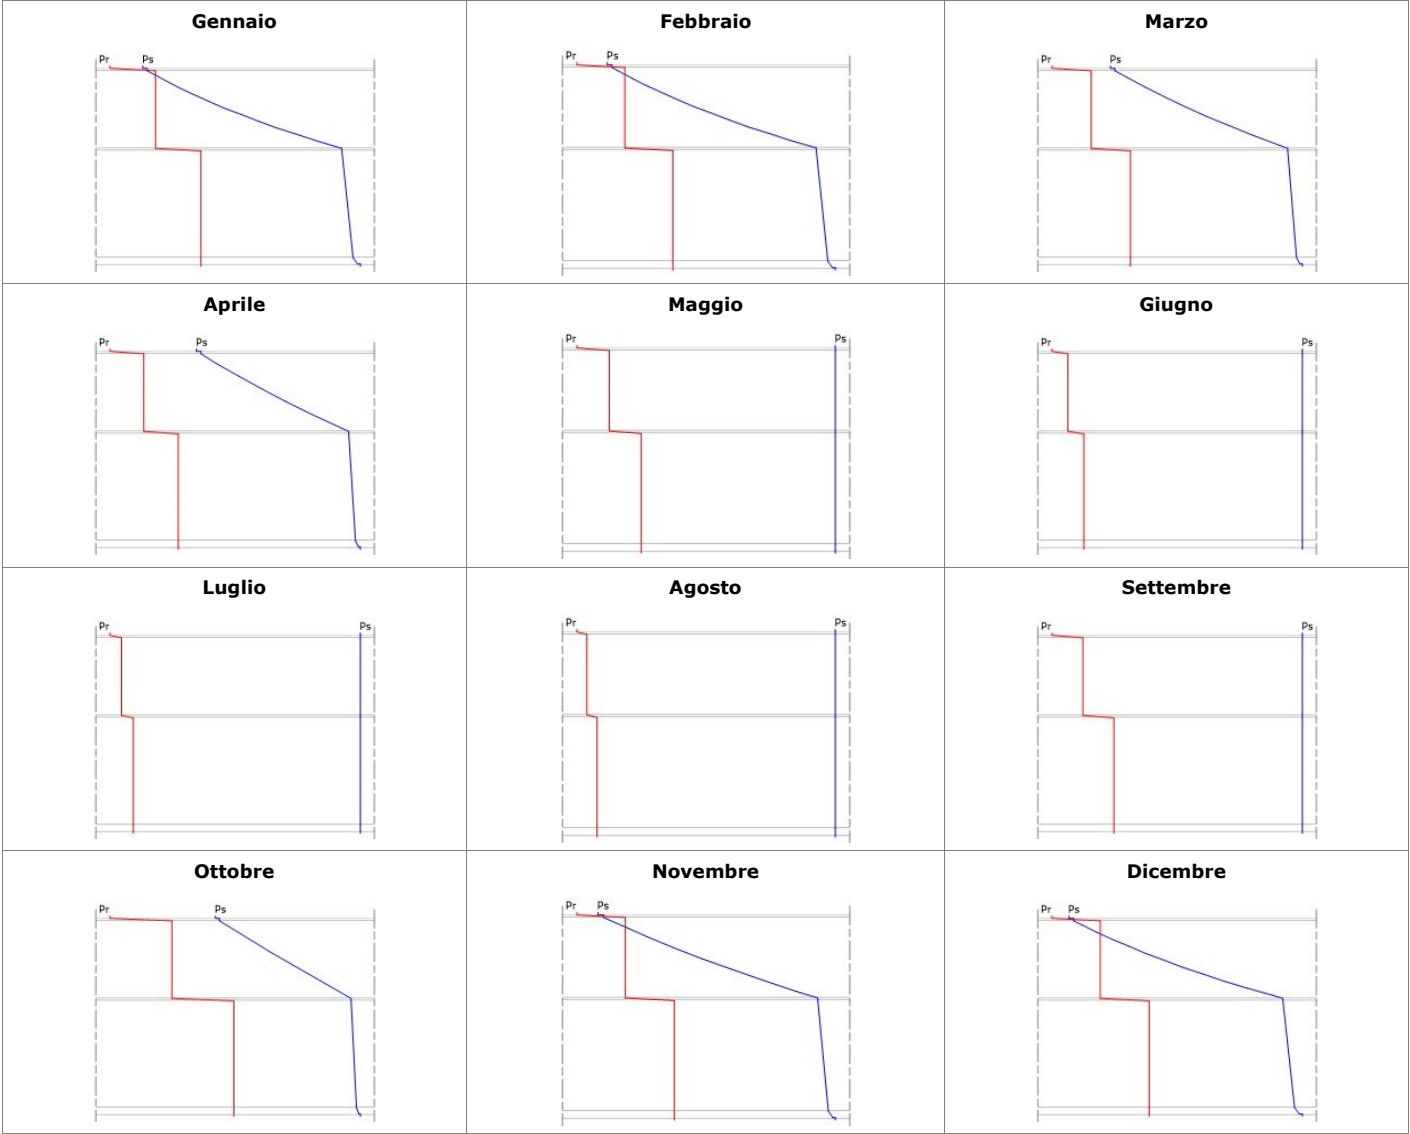 Gennaio
Febbraio
Marzo
Pr Ps
Pr Ps
Pr Ps
Aprile
Maggio
Giugno
Pr Ps
Pr Ps
Pr Ps
Luglio
Agosto
Settembre
Pr Ps
Pr Ps
Pr Ps
Ottobre
Novembre
Dicembre
Pr Ps
Pr Ps
Pr Ps